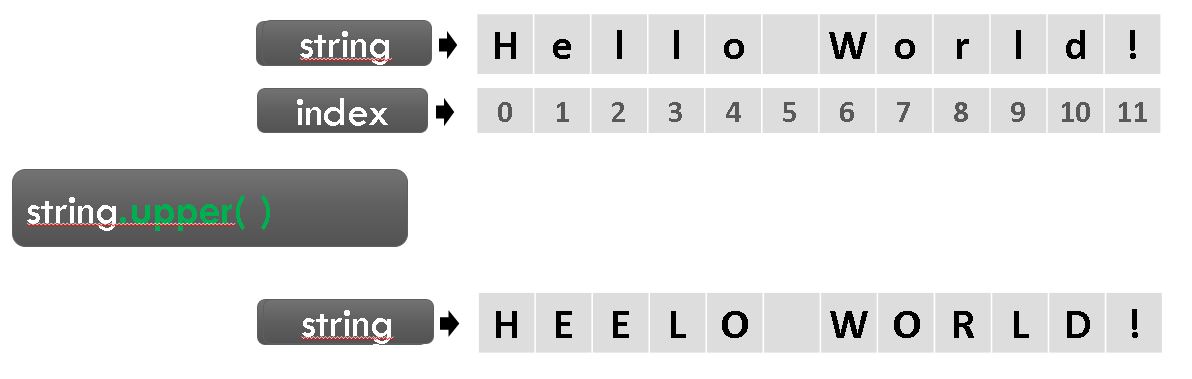 string H e l l o W o r l d !
index 0 1 2 3 4 5 6 7 8 9 10 11
string.upper( )
string H E E L O W O R L D !